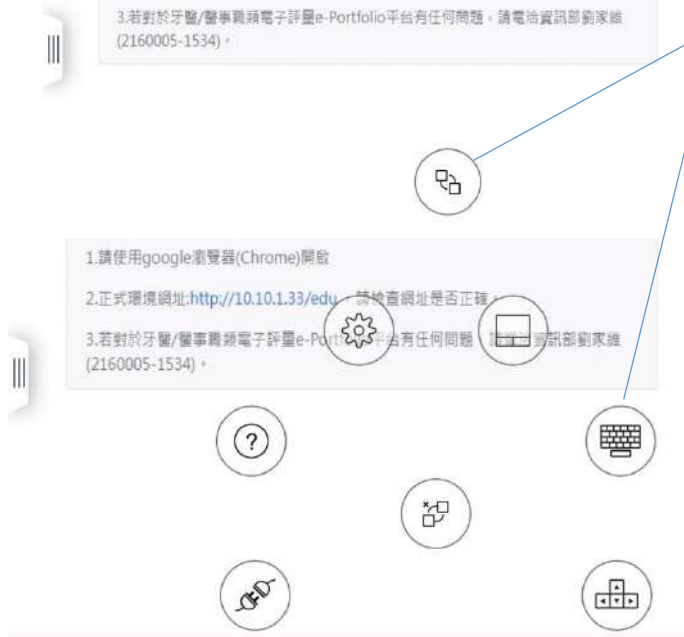 3.若對於牙醫/醫事職類電子評量e-Portfolio平台有任何問題，請電洽資訊部劉家維
(2160005-1534)。
1.請使用google瀏覽器(Chrome)開啟
2.正式環境網址:http://10.10.1.33/edu ，請檢查網址是否正確。
3.若對於牙醫/醫事職類電子評量e-Port 平台有任何問題 資訊部劉家維
(2160005-1534)。
?